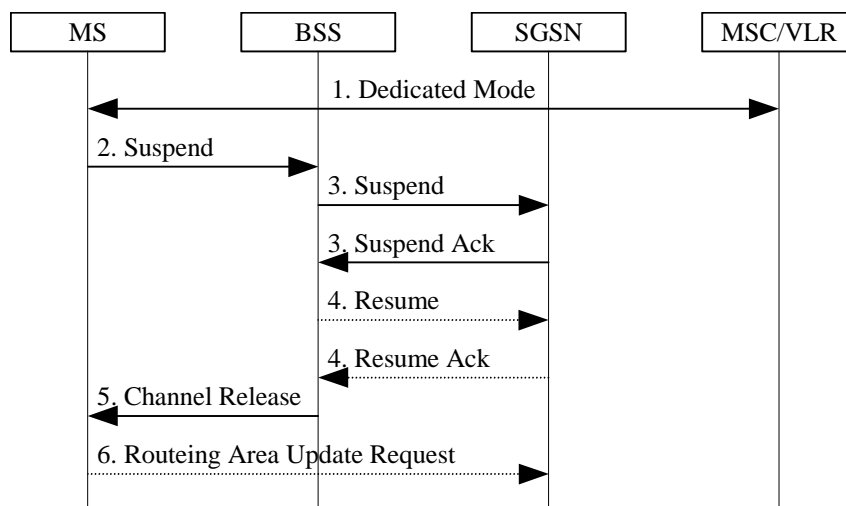 MS BSS SGSN MSC/VLR
1. Dedicated Mode
2. Suspend
3. Suspend
3. Suspend Ack
4. Resume
4. Resume Ack
5. Channel Release
6. Routeing Area Update Request